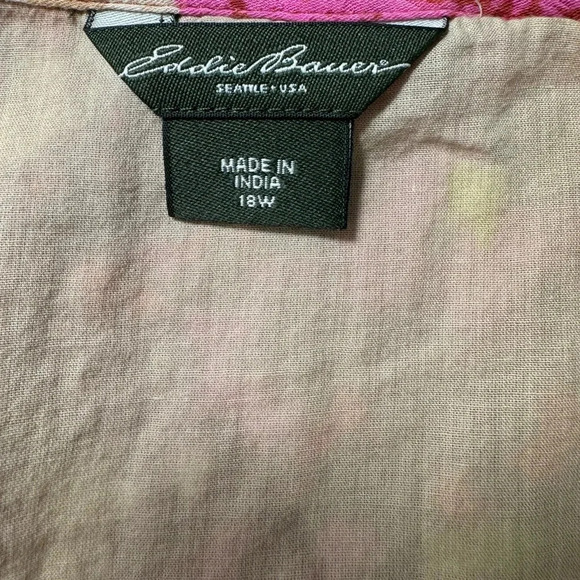 Eddie Bauer®
SEATTLE • USA
MADE IN
INDIA
18W